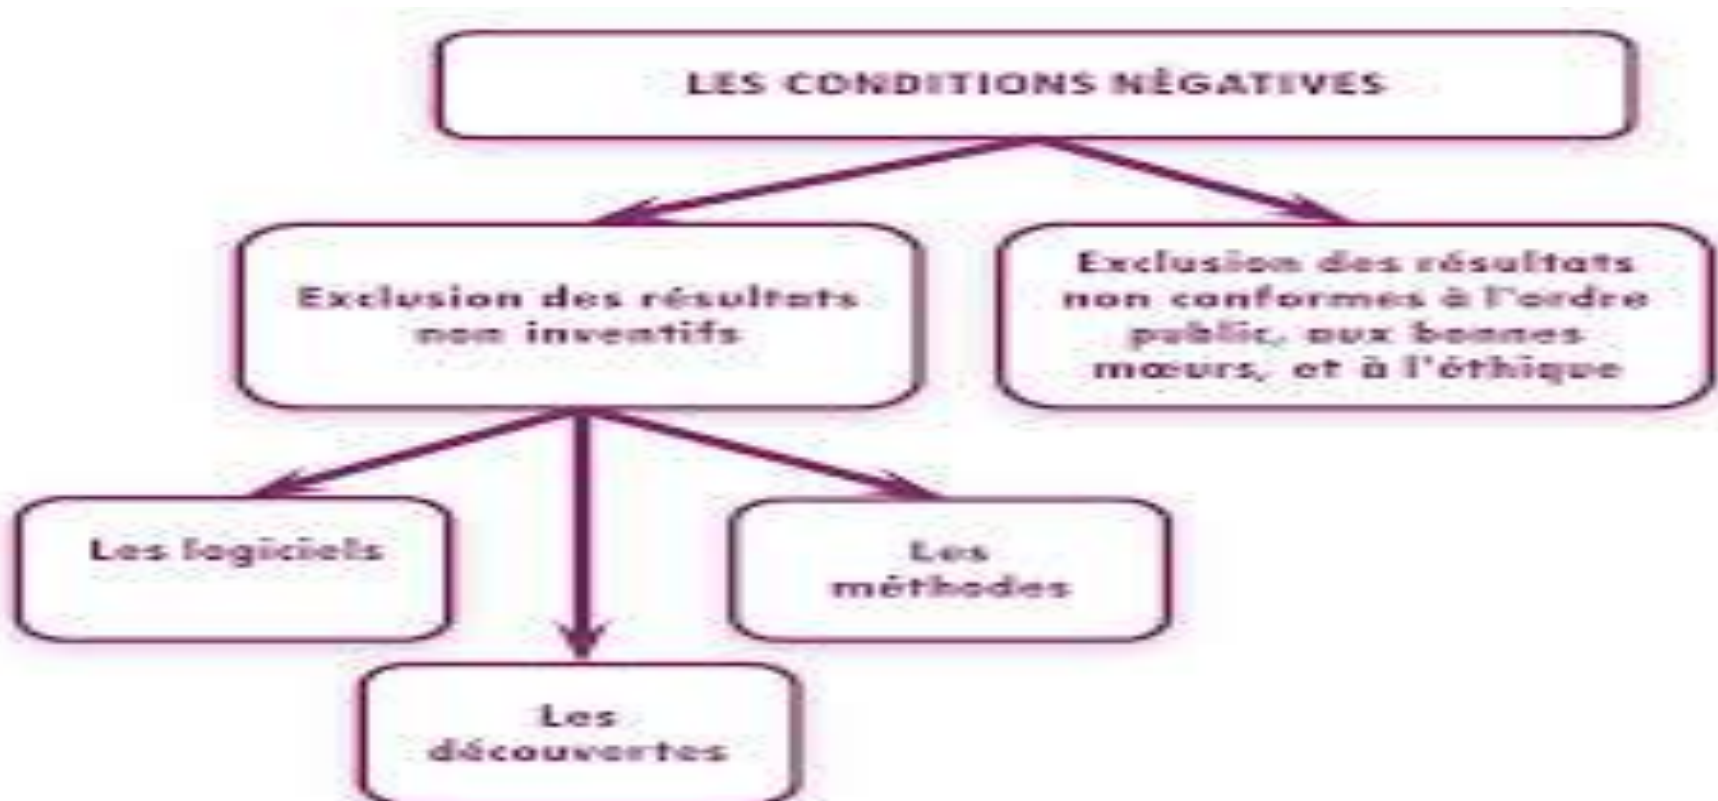 LES CONDITIONS NÉGATIVES
Exclusion des résultats
non inventifs
Exclusion des résultats
non conformes à l'ordre
public, aux bonnes
mœurs, et à l'éthique
Les logiciels
Les
méthodes
Les
découvertes